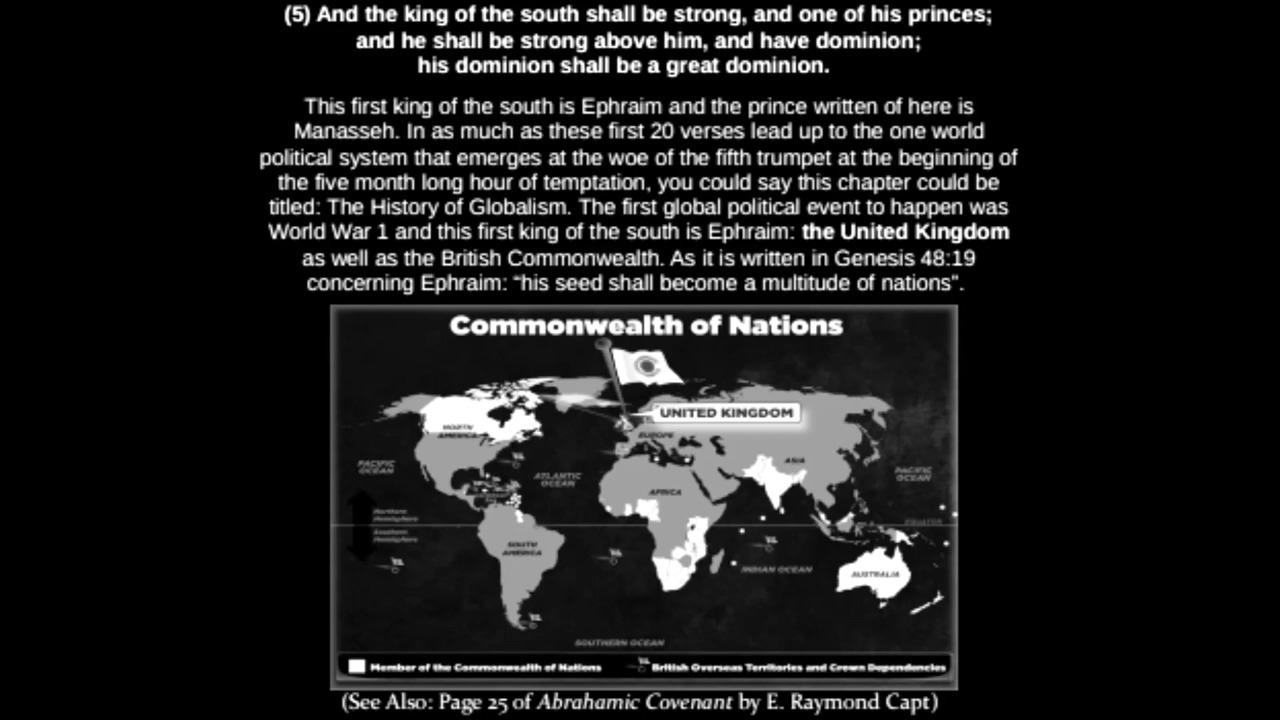 (5) And the king of the south shall be strong, and one of his princes;
and he shall be strong above him, and have dominion;
his dominion shall be a great dominion.
This first king of the south is Ephraim and the prince written of here is
Manasseh. In as much as these first 20 verses lead up to the one world
political system that emerges at the woe of the fifth trumpet at the beginning of
the five month long hour of temptation, you could say this chapter could be
titled: The History of Globalism. The first global political event to happen was
World War 1 and this first king of the south is Ephraim: the United Kingdom
as well as the British Commonwealth. As it is written in Genesis 48:19
concerning Ephraim: “his seed shall become a multitude of nations”.
Commonwealth of Nations
UNITED KINGDOM
NORTH
AMERICA
EUROPE
ASIA
PACIFIC
OCEAN
ATLANTIC
OCEAN
PACIFIC
OCEAN
AFRICA
Northern
Hemisphere
EQUATOR
Southern
Hemisphere
SOUTH
AMERICA
INDIAN OCEAN
AUSTRALIA
SOUTHERN OCEAN
Member of the Commonwealth of Nations
British Overseas Territories and Crown Dependencies
(See Also: Page 25 of Abrahamic Covenant by E. Raymond Capt)